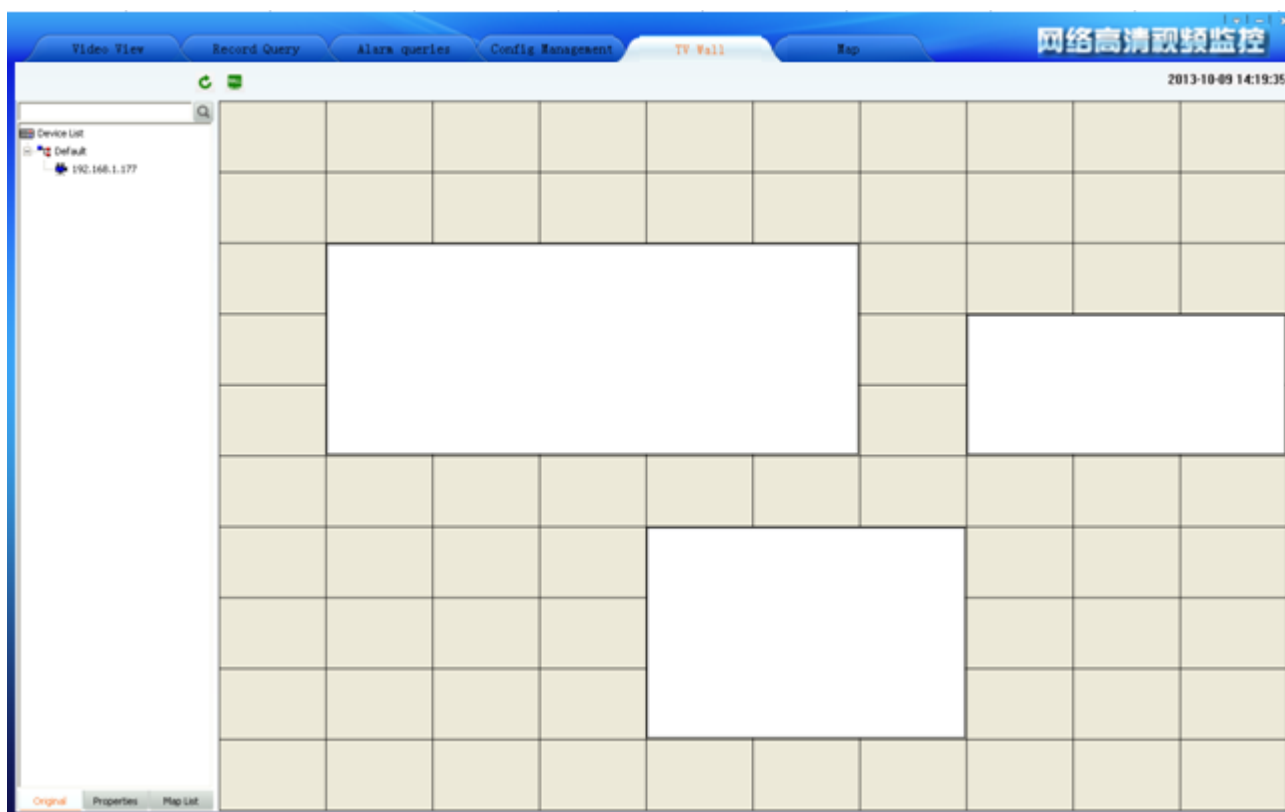 Video View Record Query Alarm queries Config Management TV Wall Map 网络高清视频监控
2013-10-09 14:19:35
Device List
Default
192.168.1.177
Original Properties Map List